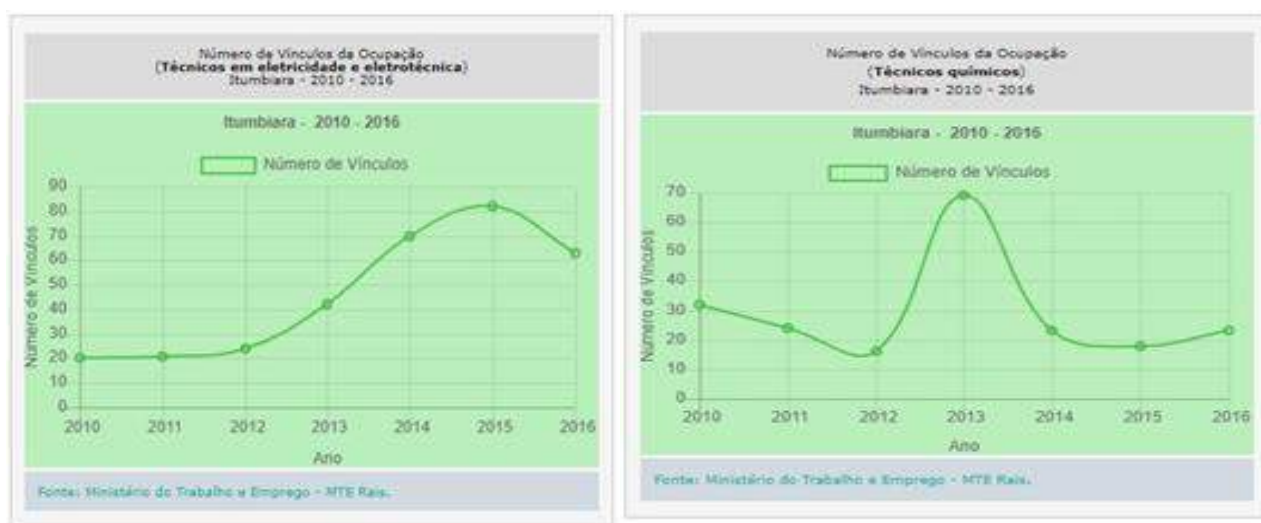 Número de Vínculos da Ocupação
(Técnicos em eletricidade e eletrotécnica)
Itumbiara - 2010 - 2016
Itumbiara - 2010 - 2016
Número de Vínculos
Número de Vínculos
90
80
70
60
50
40
30
20
10
0
2010 2011 2012 2013 2014 2015 2016
Ano
Fonte: Ministério do Trabalho e Emprego - MTE Rais.
Número de Vínculos da Ocupação
(Técnicos químicos)
Itumbiara - 2010 - 2016
Itumbiara - 2010 - 2016
Número de Vínculos
Número de Vínculos
70
60
50
40
30
20
10
0
2010 2011 2012 2013 2014 2015 2016
Ano
Fonte: Ministério do Trabalho e Emprego - MTE Rais.